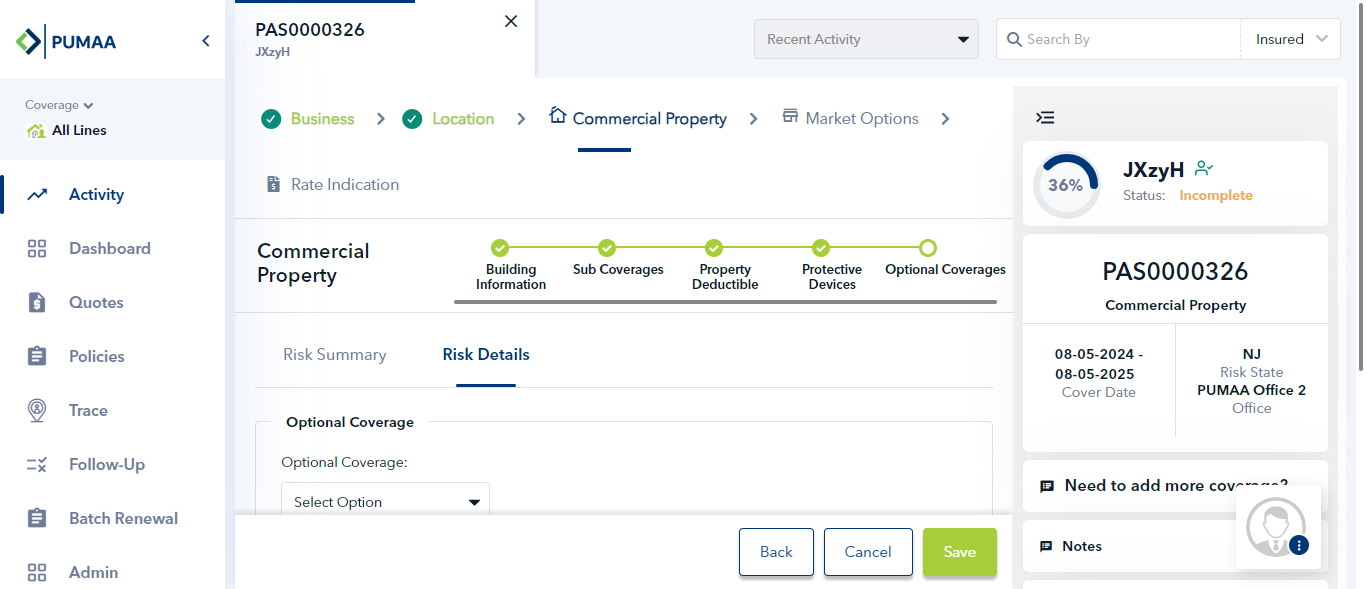 PUMAA
Coverage
All Lines
Activity
Dashboard
Quotes
Policies
Trace
Follow-Up
Batch Renewal
Admin
PAS0000326
JXzyH
Recent Activity
Search By
Insured
Business
Location
Commercial Property
Market Options
Rate Indication
Commercial
Property
Building
Information
Sub Coverages
Property
Deductible
Protective
Devices
Optional Coverages
Risk Summary
Risk Details
Optional Coverage
Optional Coverage:
Select Option
Back
Cancel
Save
36%
JXzyH
Status: Incomplete
PAS0000326
Commercial Property
08-05-2024 -
08-05-2025
Cover Date
NJ
Risk State
PUMAA Office 2
Office
Need to add more coverage?
Notes